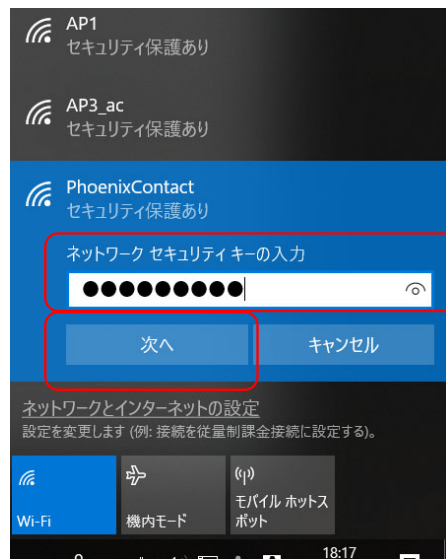 AP1
セキュリティ保護あり
AP3_ac
セキュリティ保護あり
PhoenixContact
セキュリティ保護あり
ネットワーク セキュリティ キーの入力
●●●●●●●●●
次へ
キャンセル
ネットワークとインターネットの設定
設定を変更します (例: 接続を従量制課金接続に設定する)。
Wi-Fi
機内モード
モバイル ホットス
ポット
18:17